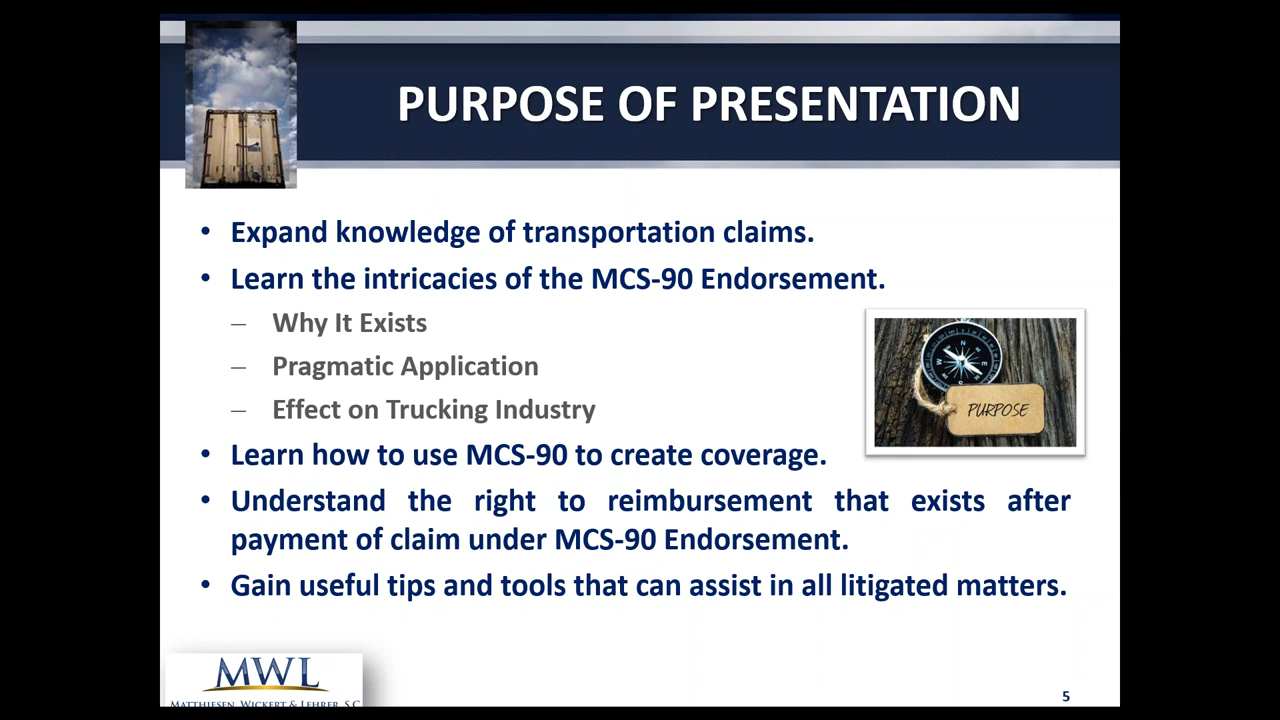 PURPOSE OF PRESENTATION
• Expand knowledge of transportation claims.
• Learn the intricacies of the MCS-90 Endorsement.
– Why It Exists
– Pragmatic Application
– Effect on Trucking Industry
• Learn how to use MCS-90 to create coverage.
• Understand the right to reimbursement that exists after
payment of claim under MCS-90 Endorsement.
• Gain useful tips and tools that can assist in all litigated matters.
N
E
S
W
PURPOSE
MWL
MATTHIESEN, WICKERT & LEHRER, S.C.
5